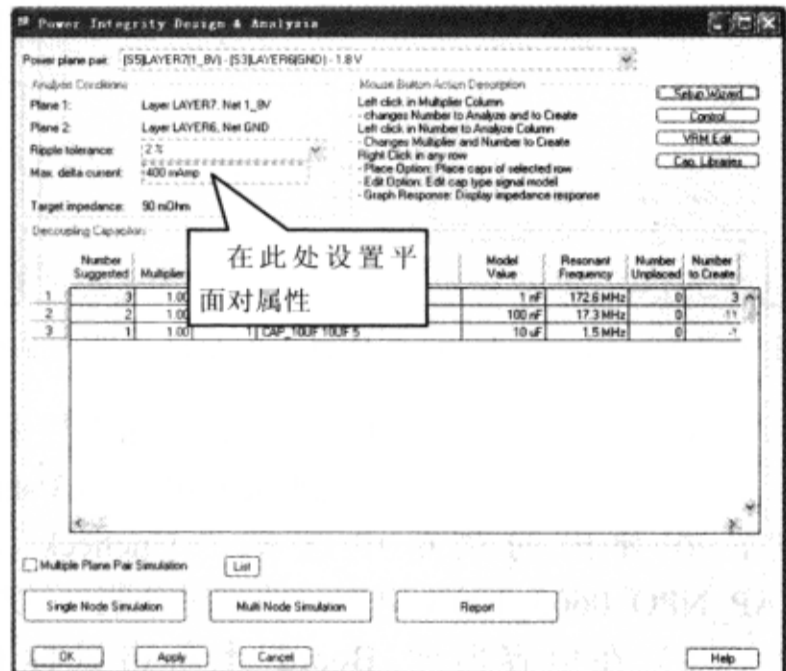 Power Integrity Design & Analysis
Power plane pair: [S5]LAYER7(1_8V) - [S3]LAYER6(GND) - 1.8 V
Analysis Conditions
Plane 1: Layer LAYER7, Net 1_8V
Plane 2: Layer LAYER6, Net GND
Ripple tolerance: 2 %
Max. delta current: 400 mAmp
Target impedance: 90 mOhm
Mouse Button Action Description
Left click in Multiplier Column
- changes Number to Analyze and to Create
Left click in Number to Analyze Column
- Changes Multiplier and Number to Create
Right Click in any row
- Place Option: Place caps of selected row
- Edit Option: Edit cap type signal model
- Graph Response: Display impedance response
Setup Wizard
Control
VRM Edit
Cap. Libraries
在此处设置平
面对属性
Decoupling Capacitors
Number Suggested Multiplier Model Value Resonant Frequency Number Unplaced Number to Create
1 3 1.00 1 nF 172.6 MHz 0 3
2 2 1.00 100 nF 17.3 MHz 0 -11
3 1 1.00 1 CAP_10UF 10UF 5 10 uF 1.5 MHz 0 -1
Multiple Plane Pair Simulation List
Single Node Simulation Multi Node Simulation Report
OK Apply Cancel Help